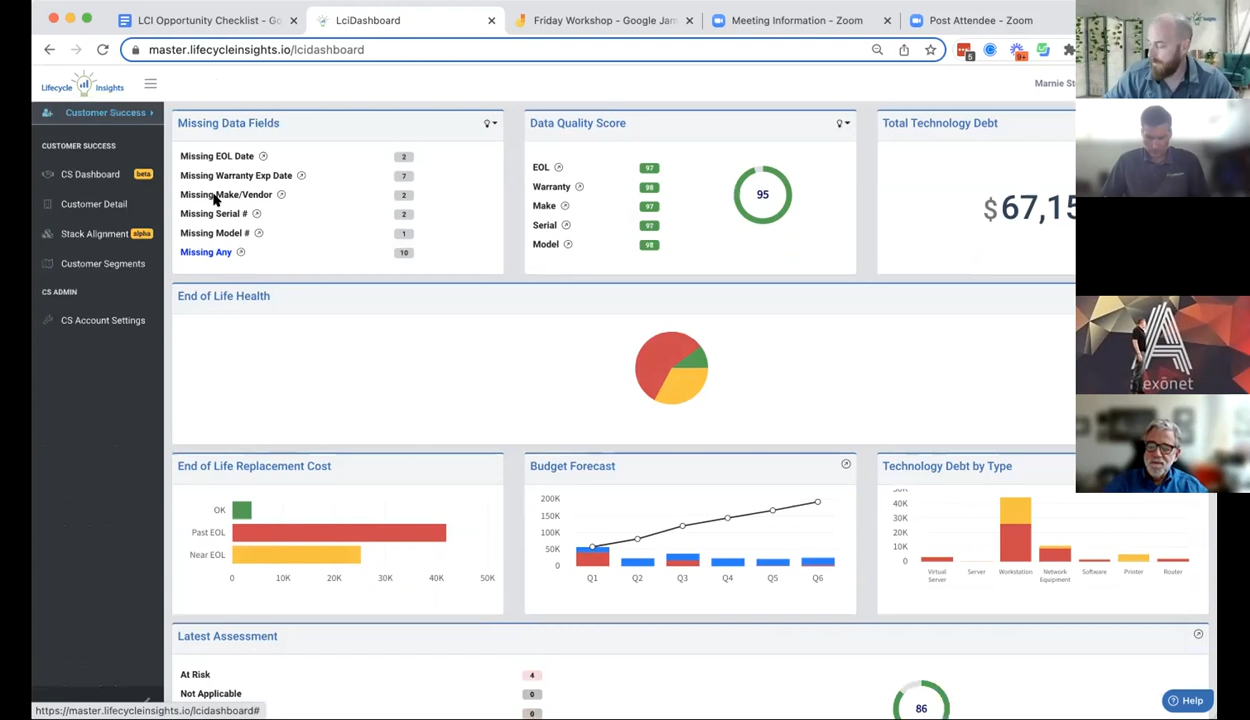 LCI Opportunity Checklist - Go
LciDashboard
Friday Workshop - Google Jam
Meeting Information - Zoom
Post Attendee - Zoom
master.lifecycleinsights.io/lcidashboard
5
9+
Lifecycle Insights
Marnie St
Customer Success
CUSTOMER SUCCESS
CS Dashboard beta
Customer Detail
Stack Alignment alpha
Customer Segments
CS ADMIN
CS Account Settings
Missing Data Fields
Missing EOL Date 2
Missing Warranty Exp Date 7
Missing Make/Vendor 2
Missing Serial # 2
Missing Model # 1
Missing Any 10
Data Quality Score
EOL 97
Warranty 98
Make 97
Serial 97
Model 98
95
Total Technology Debt
$67,15
End of Life Health
End of Life Replacement Cost
OK
Past EOL
Near EOL
0 10K 20K 30K 40K 50K
Budget Forecast
200K
150K
100K
50K
0
Q1 Q2 Q3 Q4 Q5 Q6
Technology Debt by Type
50K
40K
30K
20K
10K
0
Virtual Server Workstation Network Software Printer Router
Server Equipment
Latest Assessment
At Risk 4
Not Applicable 0
0
86
Help
https://master.lifecycleinsights.io/lcidashboard#
A
exōnet